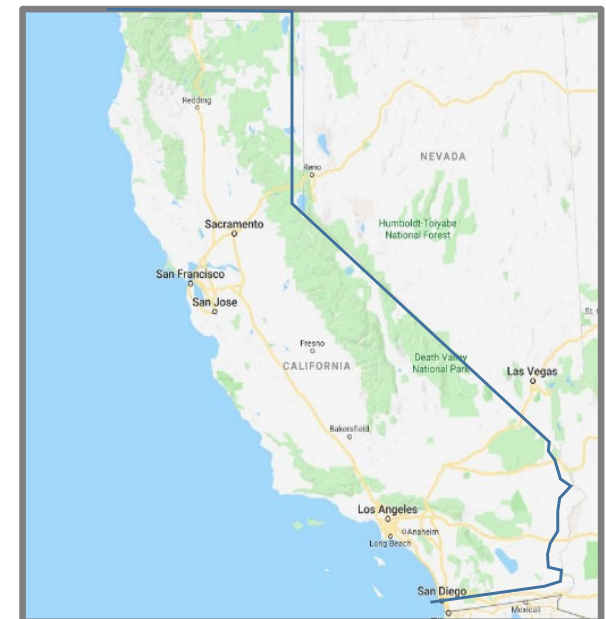 Redding
NEVADA
Reno
Humboldt-Toiyabe
National Forest
Sacramento
San Francisco
San Jose
St.
Fresno
CALIFORNIA
Death Valley
National Park
Las Vegas
Bakersfield
Los Angeles
Anaheim
Long Beach
San Diego
Mexicali